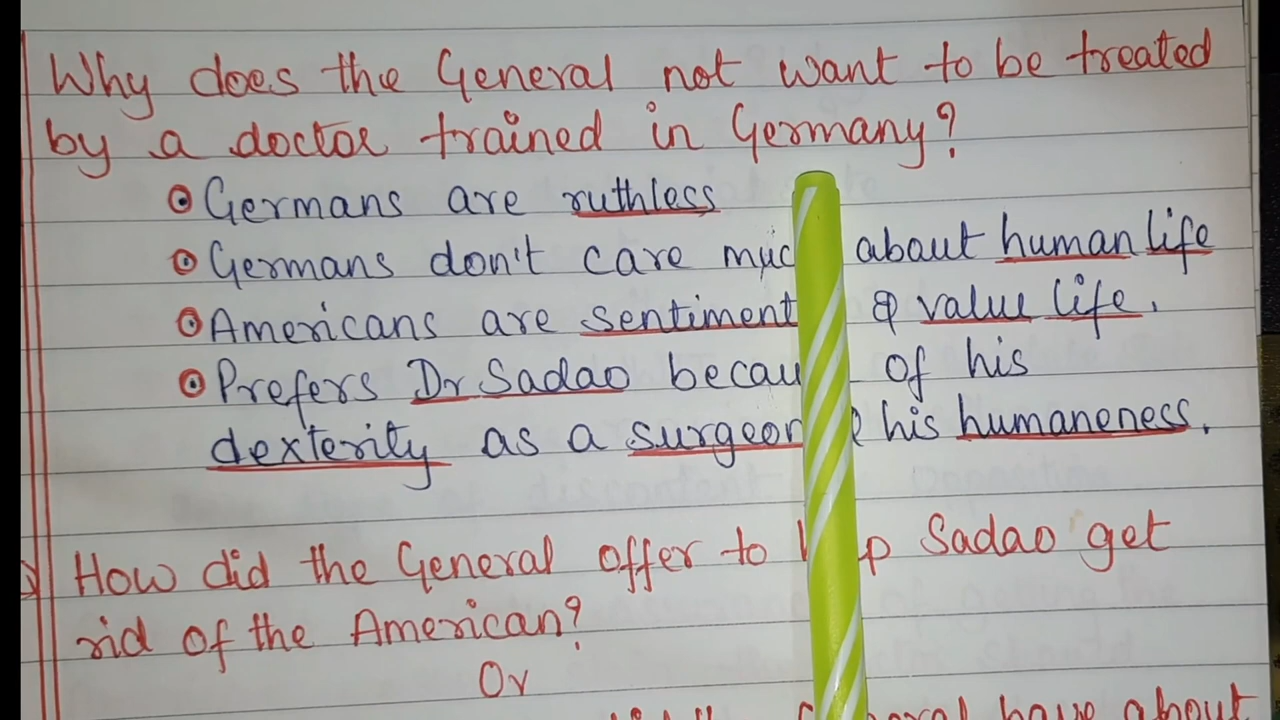 Why does the General not want to be treated
by a doctor trained in Germany?
Germans are ruthless
Germans don't care muc about human life
Americans are sentiment & value life.
Prefers Dr Sadao becau of his
dexterity as a surgeon his humaneness.
How did the General offer to Sadao get
rid of the American?
Or
have about